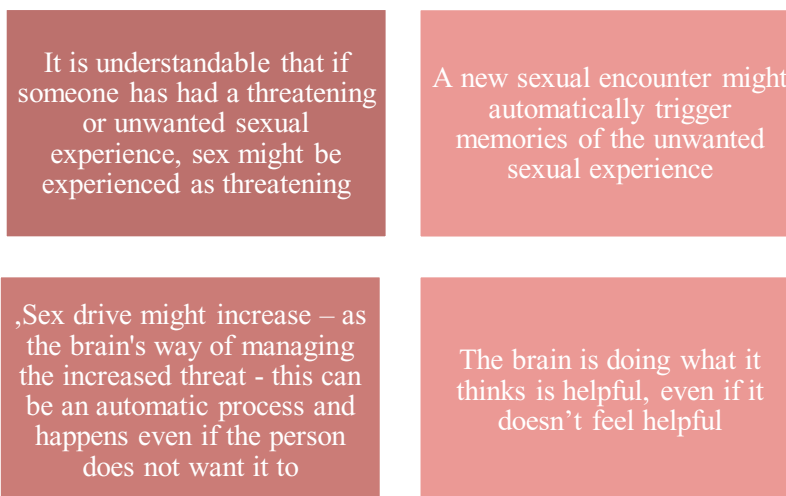 It is understandable that if
someone has had a threatening
or unwanted sexual
experience, sex might be
experienced as threatening
A new sexual encounter might
automatically trigger
memories of the unwanted
sexual experience
,Sex drive might increase – as
the brain's way of managing
the increased threat - this can
be an automatic process and
happens even if the person
does not want it to
The brain is doing what it
thinks is helpful, even if it
doesn’t feel helpful